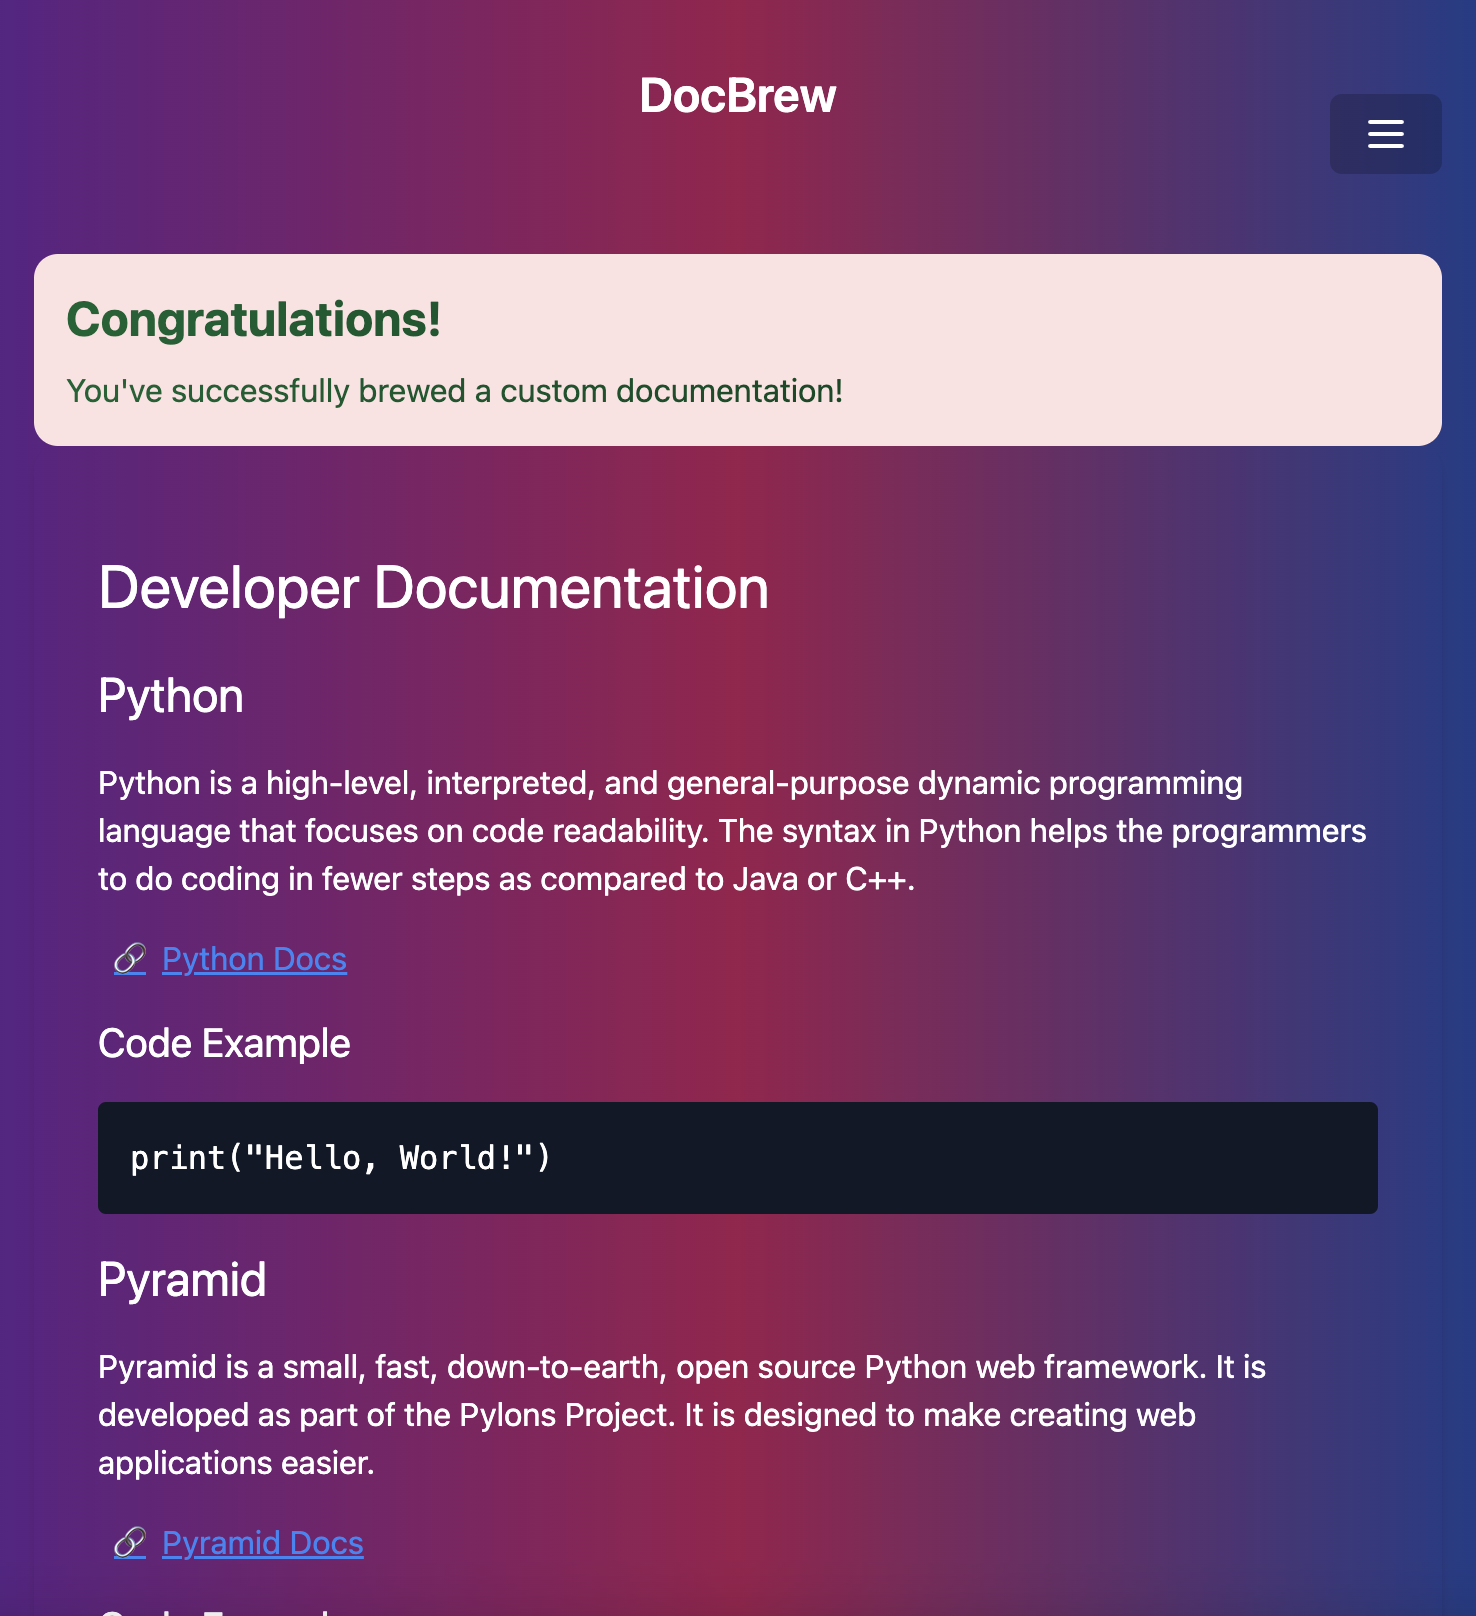 DocBrew
Congratulations!
You've successfully brewed a custom documentation!
Developer Documentation
Python
Python is a high-level, interpreted, and general-purpose dynamic programming
language that focuses on code readability. The syntax in Python helps the programmers
to do coding in fewer steps as compared to Java or C++.
🔗 Python Docs
Code Example
print("Hello, World!")
Pyramid
Pyramid is a small, fast, down-to-earth, open source Python web framework. It is
developed as part of the Pylons Project. It is designed to make creating web
applications easier.
🔗 Pyramid Docs